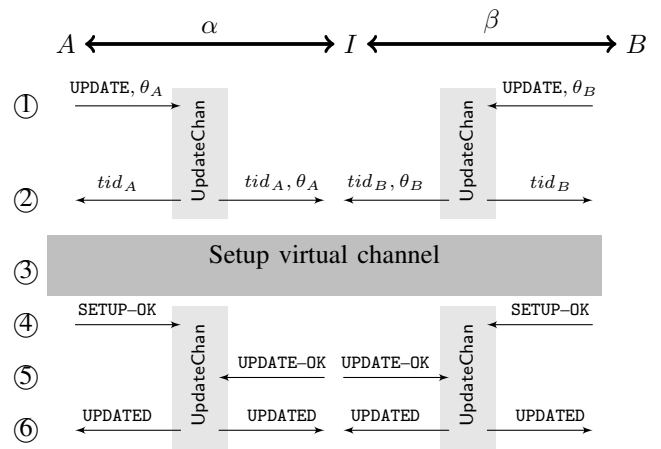 A α I β B
① UPDATE, θ_A UPDATE, θ_B
UpdateChan UpdateChan
② tid_A tid_A, θ_A tid_B, θ_B tid_B
③ Setup virtual channel
④ SETUP–OK SETUP–OK
UpdateChan UpdateChan
⑤ UPDATE–OK UPDATE–OK
⑥ UPDATED UPDATED UPDATED UPDATED